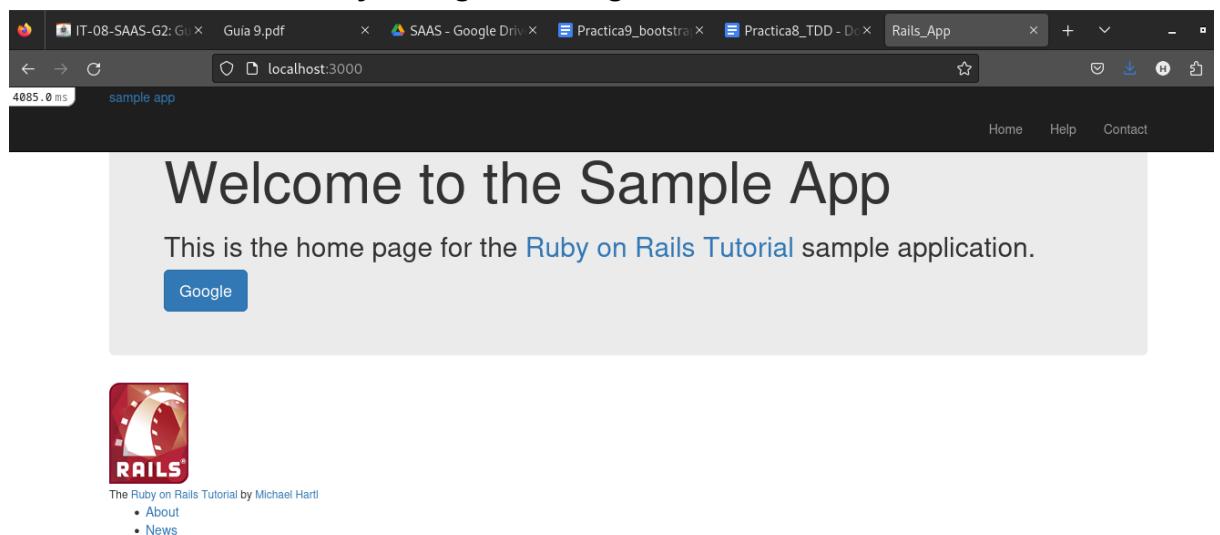 IT-08-SAAS-G2: Gu
Guía 9.pdf
SAAS - Google Driv
Practica9_bootstrap
Practica8_TDD - Do
Rails_App
localhost:3000
H
4085.0 ms
sample app
Home Help Contact
Welcome to the Sample App
This is the home page for the Ruby on Rails Tutorial sample application.
Google
RAILS
The Ruby on Rails Tutorial by Michael Hartl
About
News